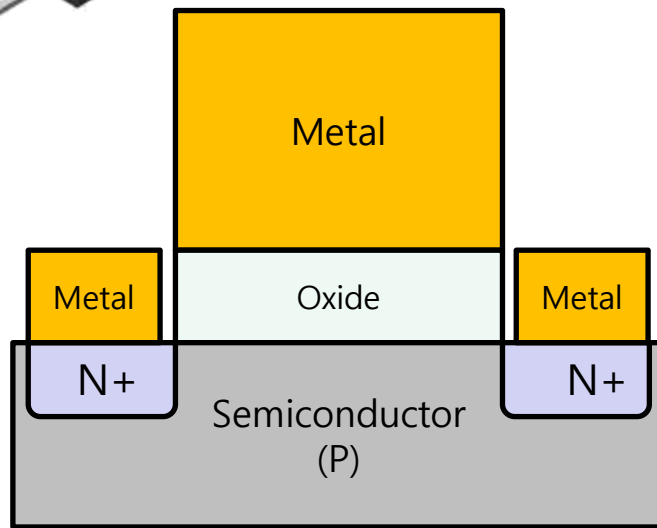 Metal
Metal
Oxide
Metal
N+
N+
Semiconductor
(P)